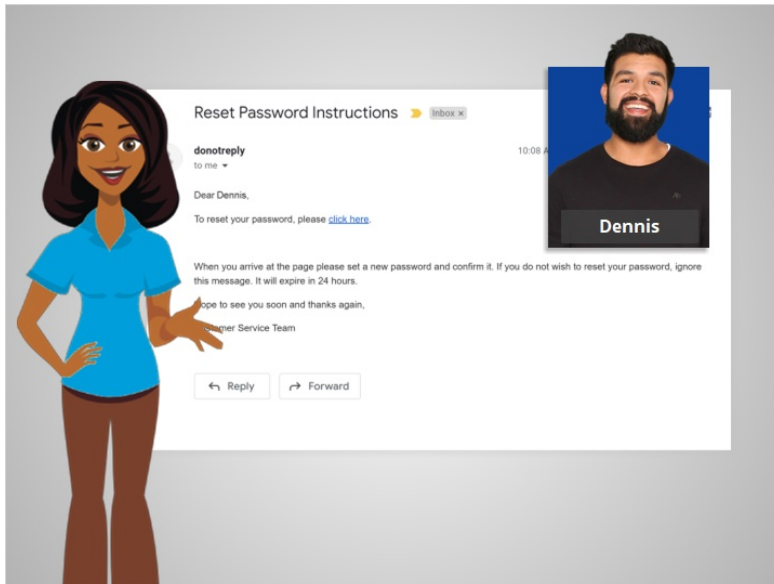 Reset Password Instructions Inbox x
donotreply 10:08
to me
Dennis
Dear Dennis,
To reset your password, please click here.
When you arrive at the page please set a new password and confirm it. If you do not wish to reset your password, ignore
this message. It will expire in 24 hours.
to see you soon and thanks again,
Service Team
Reply Forward